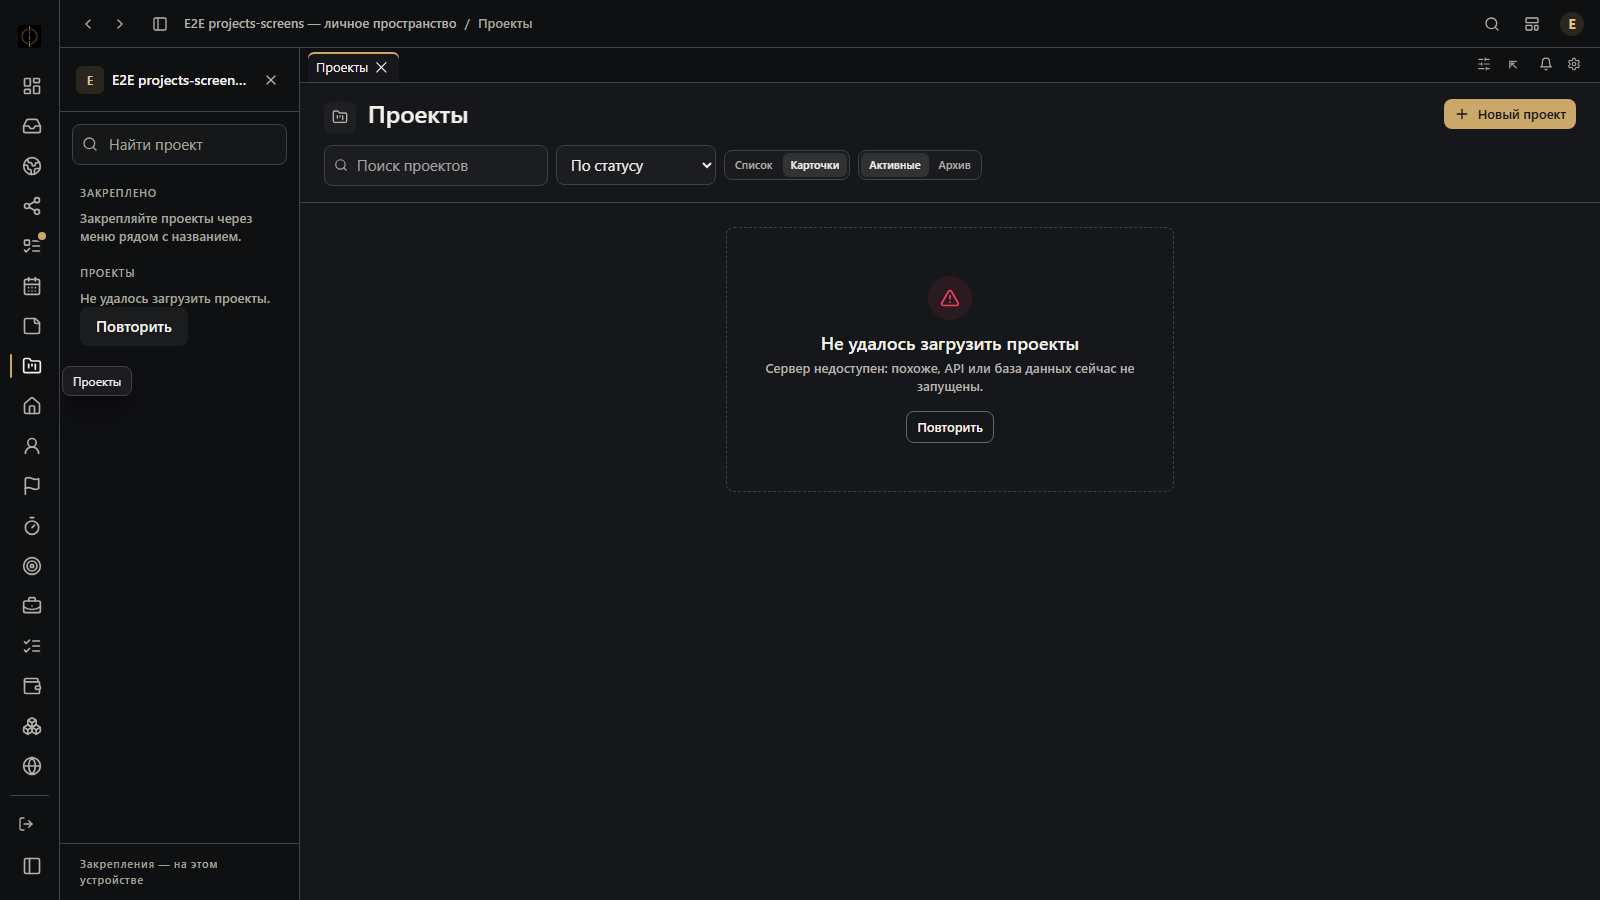 E2E projects-screens — личное пространство / Проекты
E
E
E2E projects-screen...
Найти проект
ЗАКРЕПЛЕНО
Закрепляйте проекты через
меню рядом с названием.
ПРОЕКТЫ
Не удалось загрузить проекты.
Повторить
Проекты
Закрепления — на этом
устройстве
Проекты
Проекты
Новый проект
Поиск проектов
По статусу
Список
Карточки
Активные
Архив
Не удалось загрузить проекты
Сервер недоступен: похоже, API или база данных сейчас не
запущены.
Повторить